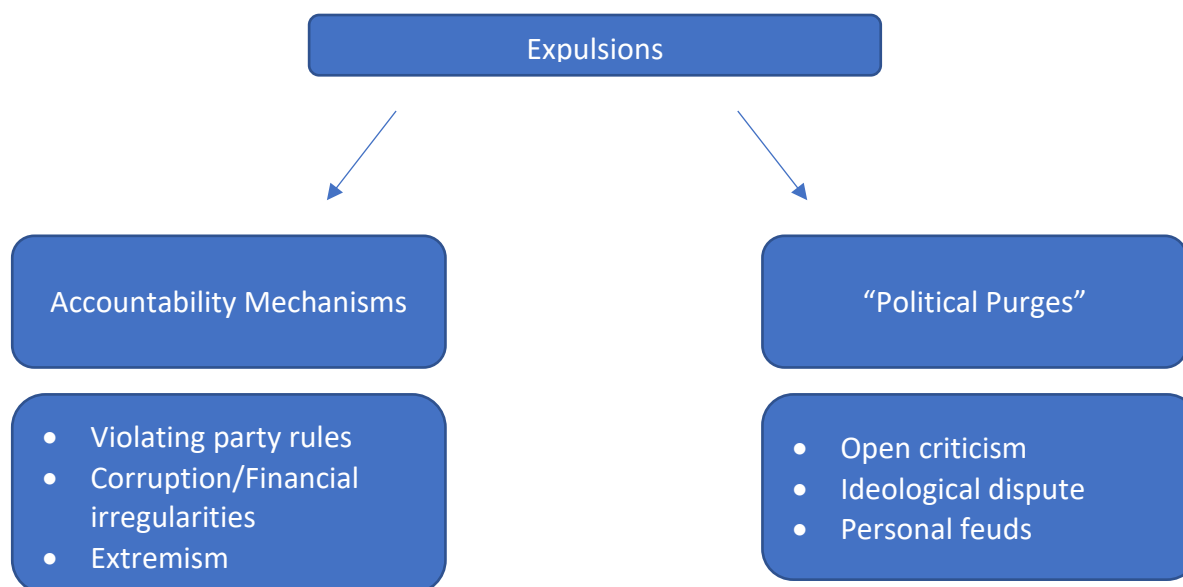 Expulsions
Accountability Mechanisms
“Political Purges”
• Violating party rules
• Corruption/Financial
irregularities
• Extremism
• Open criticism
• Ideological dispute
• Personal feuds